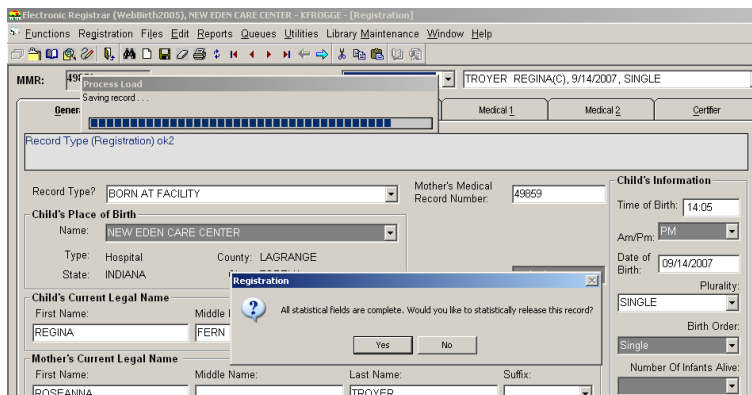 Electronic Registrar (WebBirth2005), NEW EDEN CARE CENTER - KFROGGE - [Registration]
Functions Registration Files Edit Reports Queues Utilities Library Maintenance Window Help
MMR: TROYER REGINA(C), 9/14/2007, SINGLE
Process Load
Saving record . . .
Gener Medical 1 Medical 2 Certifier
Record Type (Registration) ok2
Record Type? BORN AT FACILITY
Mother's Medical Record Number: 49859
Child's Information
Time of Birth: 14:05
Am/Pm: PM
Date of Birth: 09/14/2007
Plurality:
SINGLE
Birth Order:
Single
Number Of Infants Alive:
Child's Place of Birth
Name: NEW EDEN CARE CENTER
Type: Hospital County: LAGRANGE
State: INDIANA
Registration
All statistical fields are complete. Would you like to statistically release this record?
Yes No
Child's Current Legal Name
First Name: Middle
REGINA FERN
Mother's Current Legal Name
First Name: Middle Name: Last Name: Suffix:
ROSEANNA TROYER